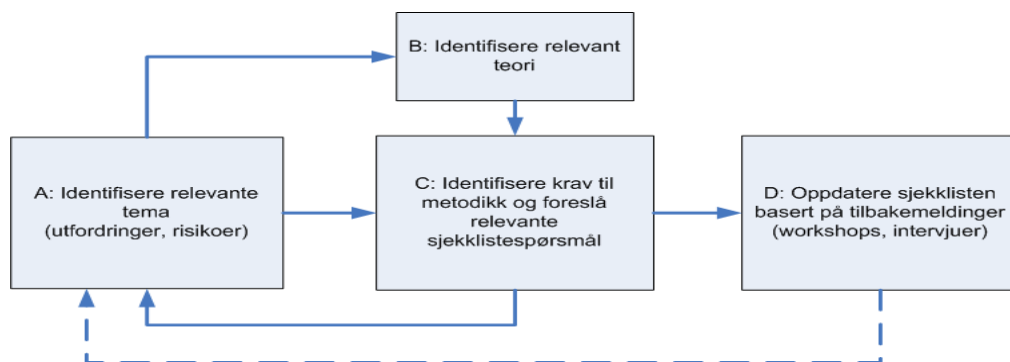 B: Identifisere relevant
teori
A: Identifisere relevante
tema
(utfordringer, risikoer)
C: Identifisere krav til
metodikk og foreslå
relevante
sjekklistespørsmål
D: Oppdatere sjekklisten
basert på tilbakemeldinger
(workshops, intervjuer)